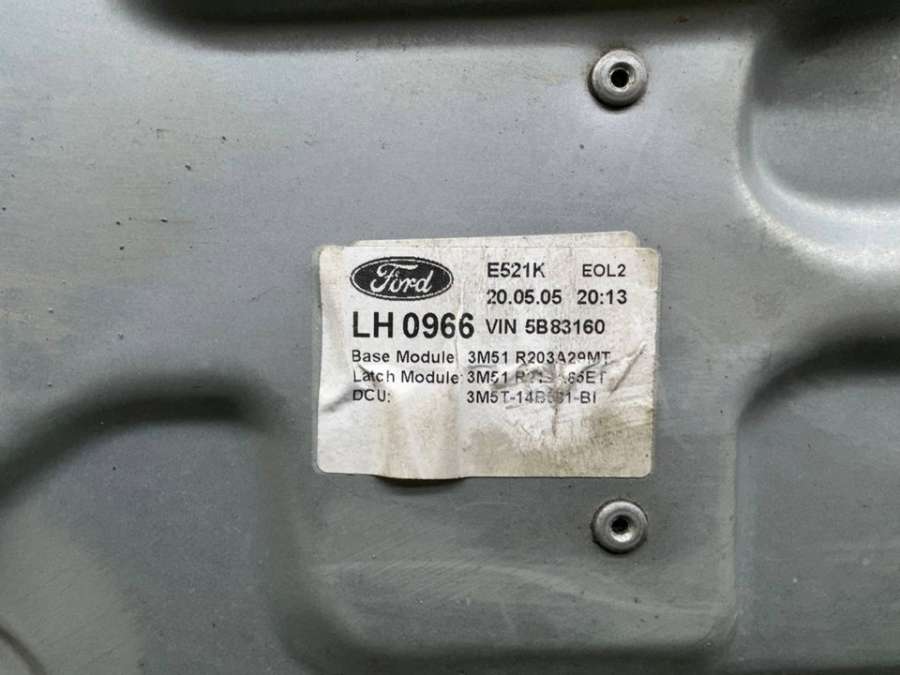 Ford
E521K EOL2
20.05.05 20:13
LH 0966 VIN 5B83160
Base Module: 3M51 R203A29MT
Latch Module: 3M51
DCU: